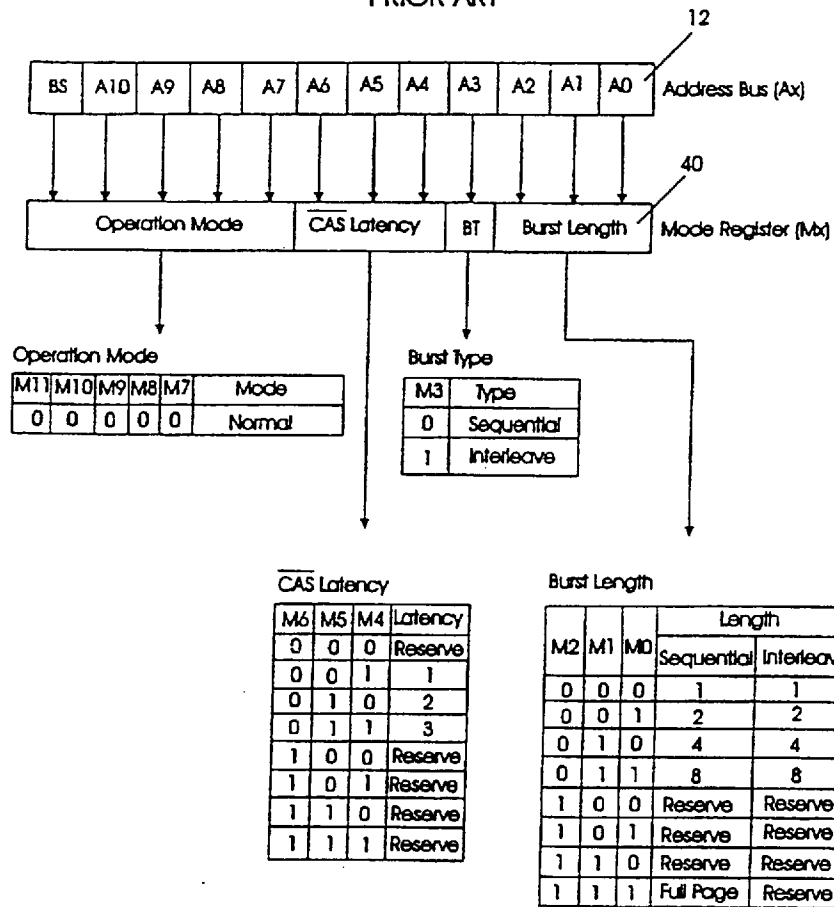 PRIOR ART
12
BS A10 A9 A8 A7 A6 A5 A4 A3 A2 A1 A0 Address Bus (Ax)
40
Operation Mode CAS Latency BT Burst Length Mode Register (Mx)
Operation Mode
M11 M10 M9 M8 M7 Mode
0 0 0 0 0 Normal
Burst Type
M3 Type
0 Sequential
1 Interleave
CAS Latency
M6 M5 M4 Latency
0 0 0 Reserve
0 0 1 1
0 1 0 2
0 1 1 3
1 0 0 Reserve
1 0 1 Reserve
1 1 0 Reserve
1 1 1 Reserve
Burst Length
Length
M2 M1 M0 Sequential Interleav
0 0 0 1 1
0 0 1 2 2
0 1 0 4 4
0 1 1 8 8
1 0 0 Reserve Reserve
1 0 1 Reserve Reserve
1 1 0 Reserve Reserve
1 1 1 Full Page Reserve